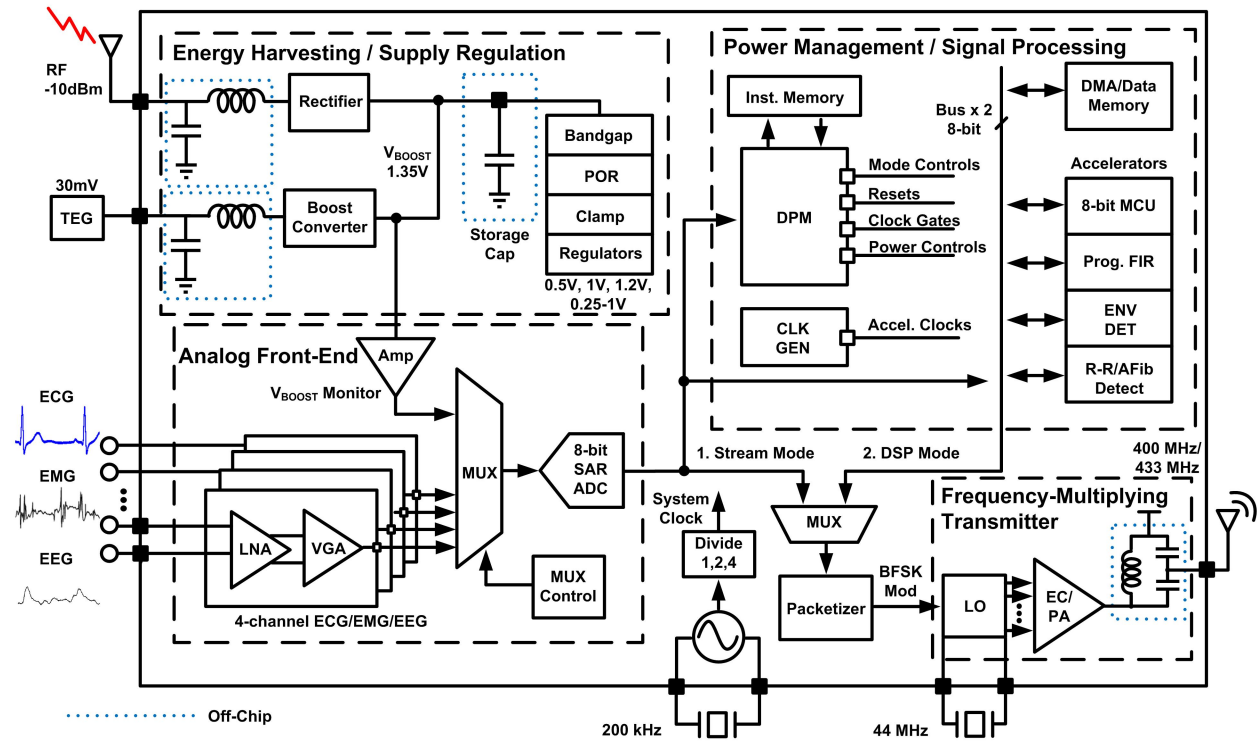 Energy Harvesting / Supply Regulation
RF
-10dBm
Rectifier
V_BOOST
1.35V
30mV
TEG
Boost
Converter
Storage
Cap
Bandgap
POR
Clamp
Regulators
0.5V, 1V, 1.2V,
0.25-1V
Power Management / Signal Processing
Inst. Memory
Bus x 2
8-bit
DMA/Data
Memory
DPM
Mode Controls
Resets
Clock Gates
Power Controls
Accelerators
8-bit MCU
Prog. FIR
ENV
DET
R-R/AFib
Detect
CLK
GEN
Accel. Clocks
Analog Front-End
Amp
V_BOOST Monitor
ECG
EMG
EEG
LNA
VGA
4-channel ECG/EMG/EEG
MUX
8-bit
SAR
ADC
MUX
Control
1. Stream Mode
2. DSP Mode
System
Clock
Divide
1,2,4
MUX
Packetizer
BFSK
Mod
400 MHz/
433 MHz
Frequency-Multiplying
Transmitter
LO
EC/
PA
Off-Chip
200 kHz
44 MHz